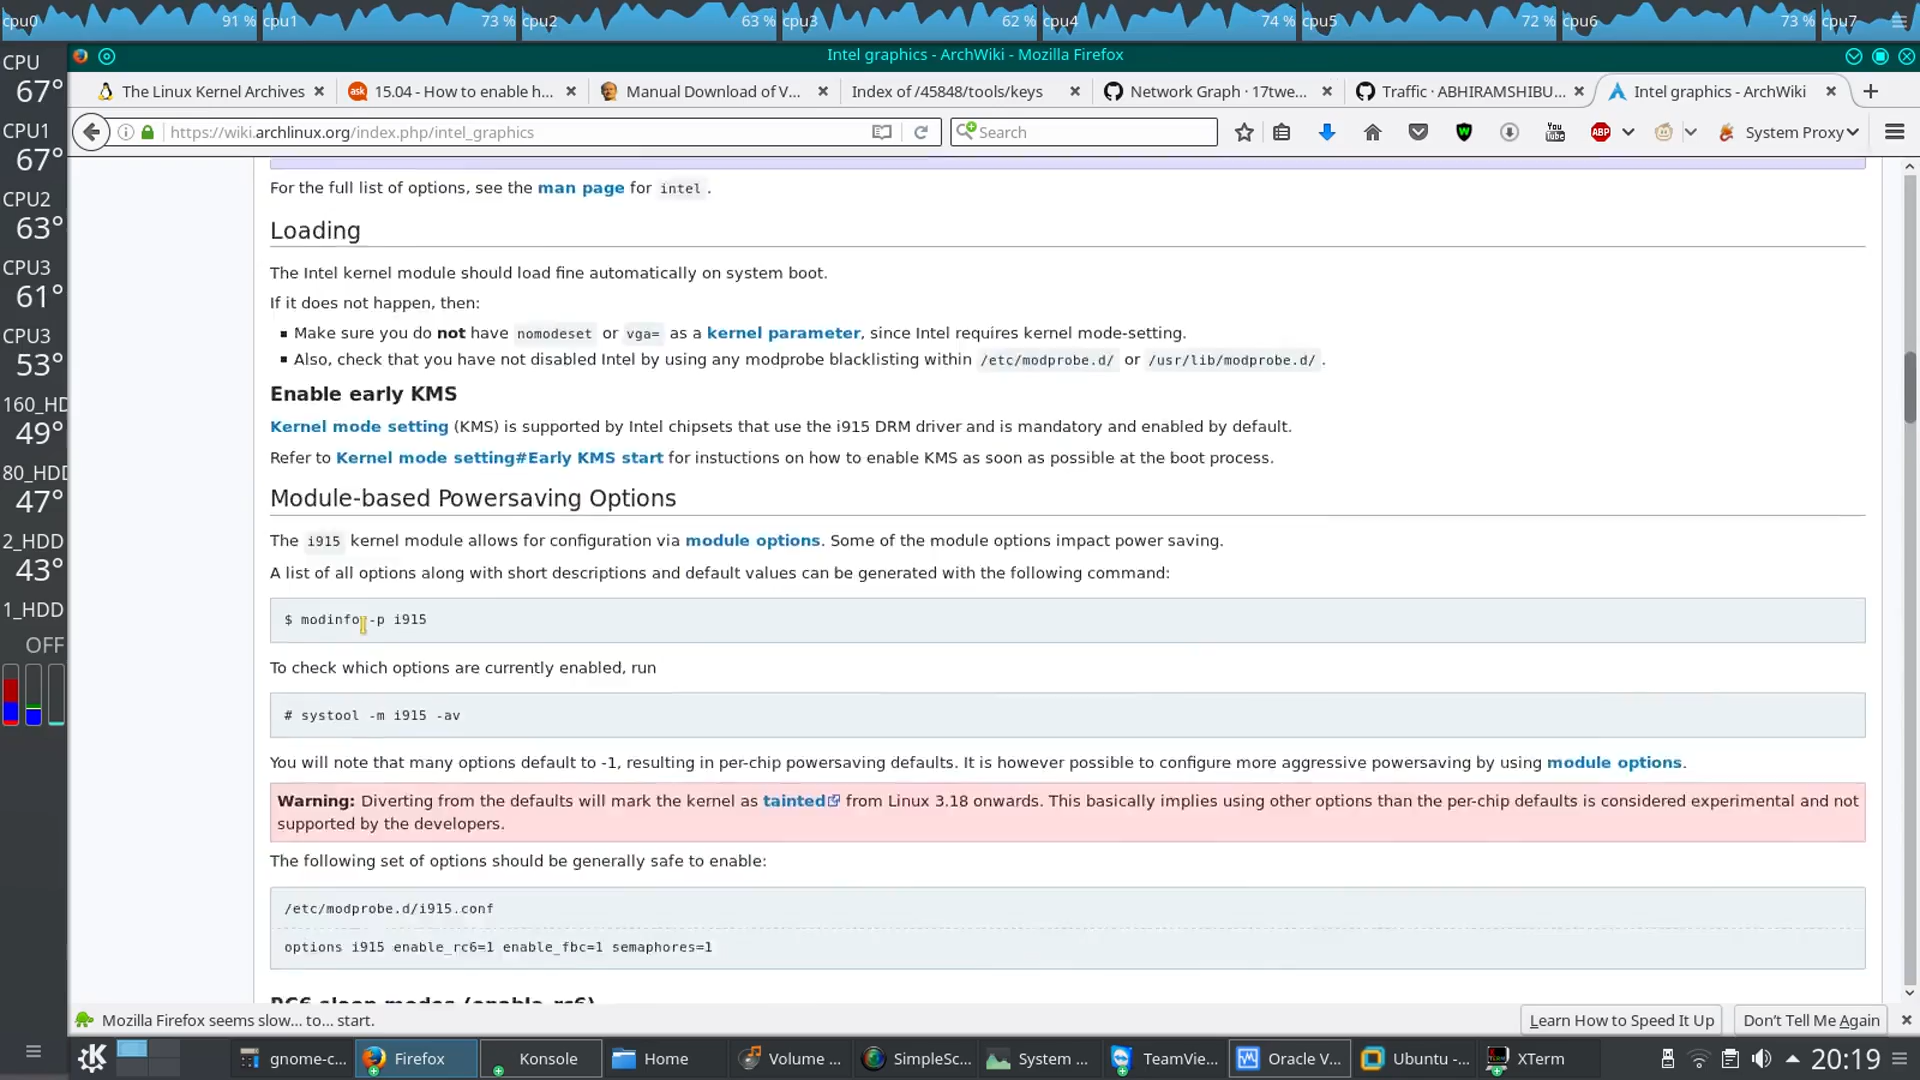 cpu0 91 % cpu1 73 % cpu2 63 % cpu3 62 % cpu4 74 % cpu5 72 % cpu6 73 % cpu7
Intel graphics - ArchWiki - Mozilla Firefox
The Linux Kernel Archives
15.04 - How to enable h...
Manual Download of V...
Index of /45848/tools/keys
Network Graph · 17twe...
Traffic · ABHIRAMSHIBU...
Intel graphics - ArchWiki
https://wiki.archlinux.org/index.php/intel_graphics
Search
You
Tube
ABP
System Proxy
CPU
67°
CPU1
67°
CPU2
63°
CPU3
61°
CPU3
53°
160_HD
49°
80_HDD
47°
2_HDD
43°
1_HDD
OFF
For the full list of options, see the man page for intel .
Loading
The Intel kernel module should load fine automatically on system boot.
If it does not happen, then:
Make sure you do not have nomodeset or vga= as a kernel parameter, since Intel requires kernel mode-setting.
Also, check that you have not disabled Intel by using any modprobe blacklisting within /etc/modprobe.d/ or /usr/lib/modprobe.d/ .
Enable early KMS
Kernel mode setting (KMS) is supported by Intel chipsets that use the i915 DRM driver and is mandatory and enabled by default.
Refer to Kernel mode setting#Early KMS start for instuctions on how to enable KMS as soon as possible at the boot process.
Module-based Powersaving Options
The i915 kernel module allows for configuration via module options. Some of the module options impact power saving.
A list of all options along with short descriptions and default values can be generated with the following command:
$ modinfo -p i915
To check which options are currently enabled, run
# systool -m i915 -av
You will note that many options default to -1, resulting in per-chip powersaving defaults. It is however possible to configure more aggressive powersaving by using module options.
Warning: Diverting from the defaults will mark the kernel as tainted from Linux 3.18 onwards. This basically implies using other options than the per-chip defaults is considered experimental and not
supported by the developers.
The following set of options should be generally safe to enable:
/etc/modprobe.d/i915.conf
options i915 enable_rc6=1 enable_fbc=1 semaphores=1
RC6 sleep modes (enable_rc6)
Mozilla Firefox seems slow... to... start.
Learn How to Speed It Up
Don't Tell Me Again
gnome-c...
Firefox
Konsole
Home
Volume ...
SimpleSc...
System ...
TeamVie...
Oracle V...
Ubuntu -...
XTerm
20:19